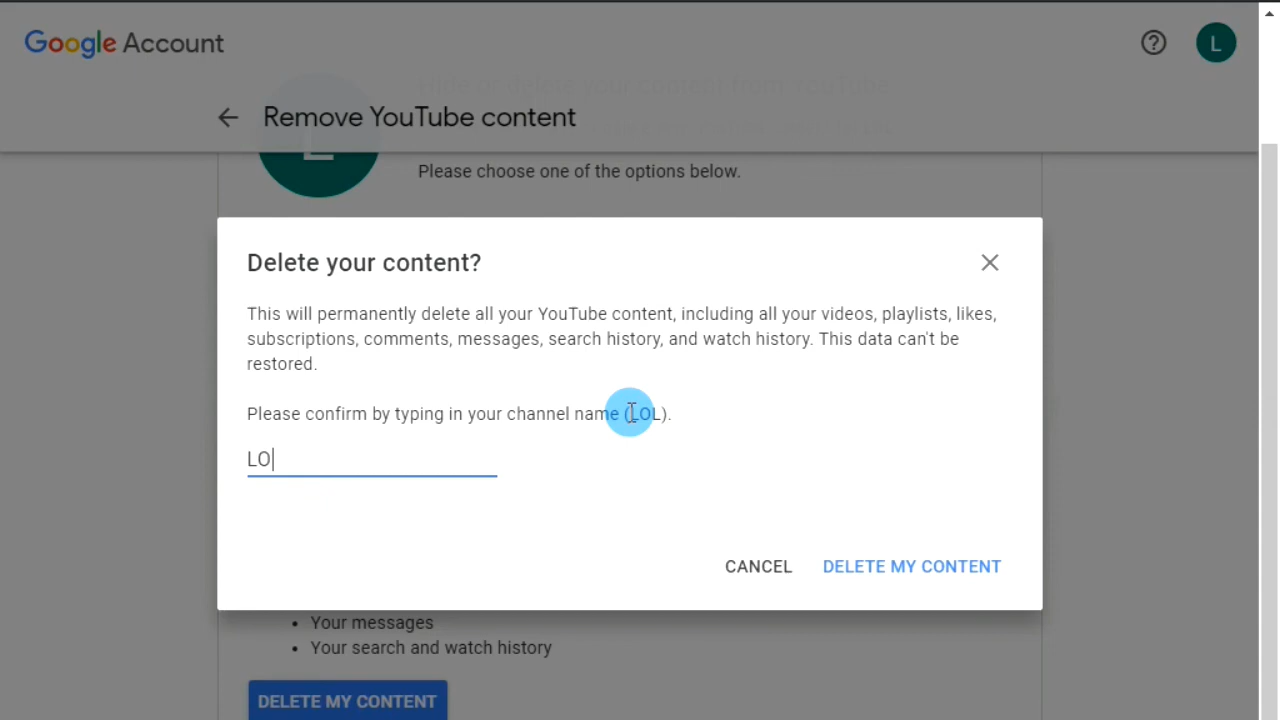 Google Account
L
Remove YouTube content
Please choose one of the options below.
Delete your content?
This will permanently delete all your YouTube content, including all your videos, playlists, likes,
subscriptions, comments, messages, search history, and watch history. This data can't be
restored.
Please confirm by typing in your channel name (LOL).
LO
CANCEL DELETE MY CONTENT
• Your messages
• Your search and watch history
DELETE MY CONTENT